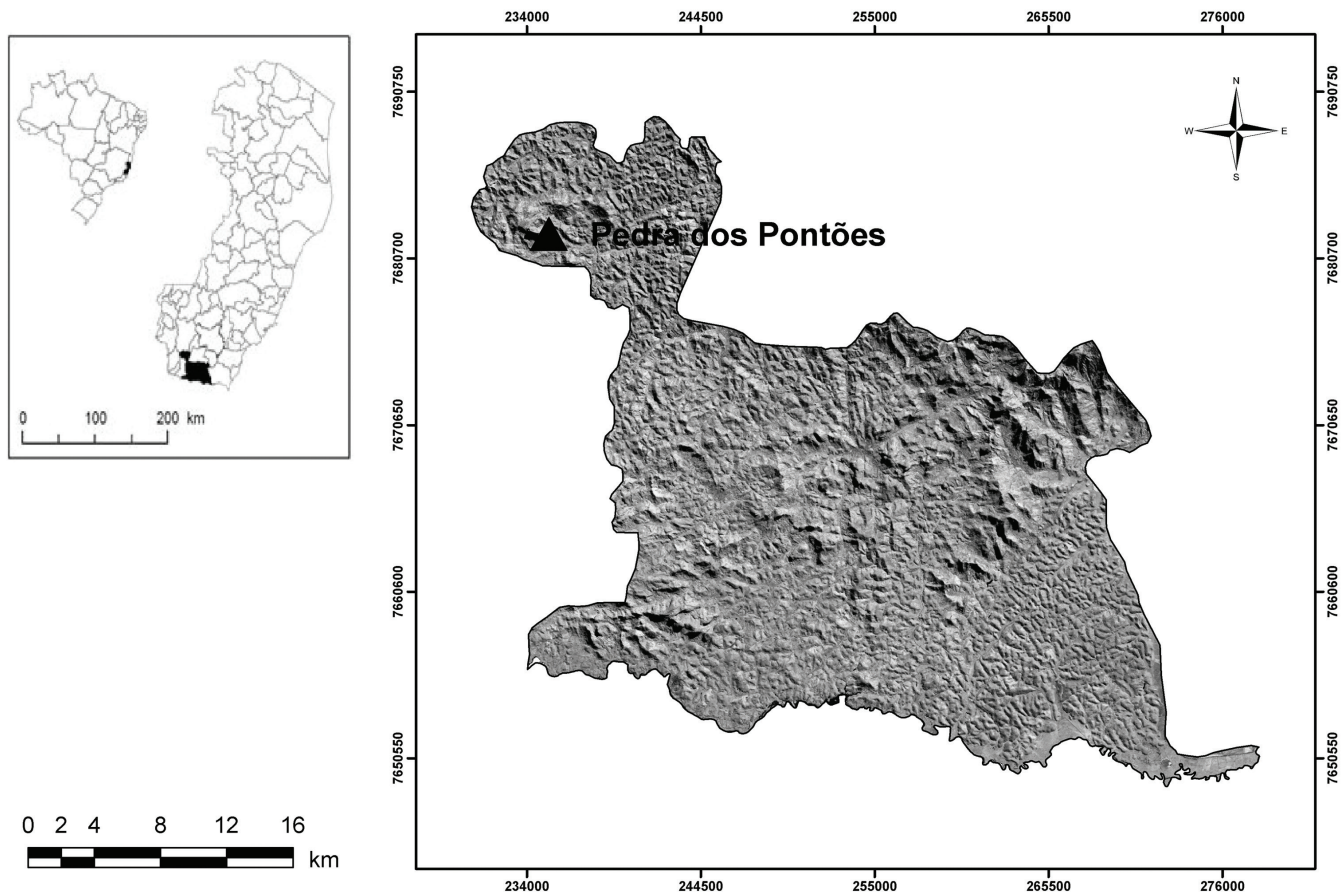 234000 244500 255000 265500 276000
7690750 7690750
N
W E
S
Pedra dos Pontões
7680700 7680700
7670650 7670650
0 100 200 km
7660600 7660600
7650550 7650550
0 2 4 8 12 16
km
234000 244500 255000 265500 276000